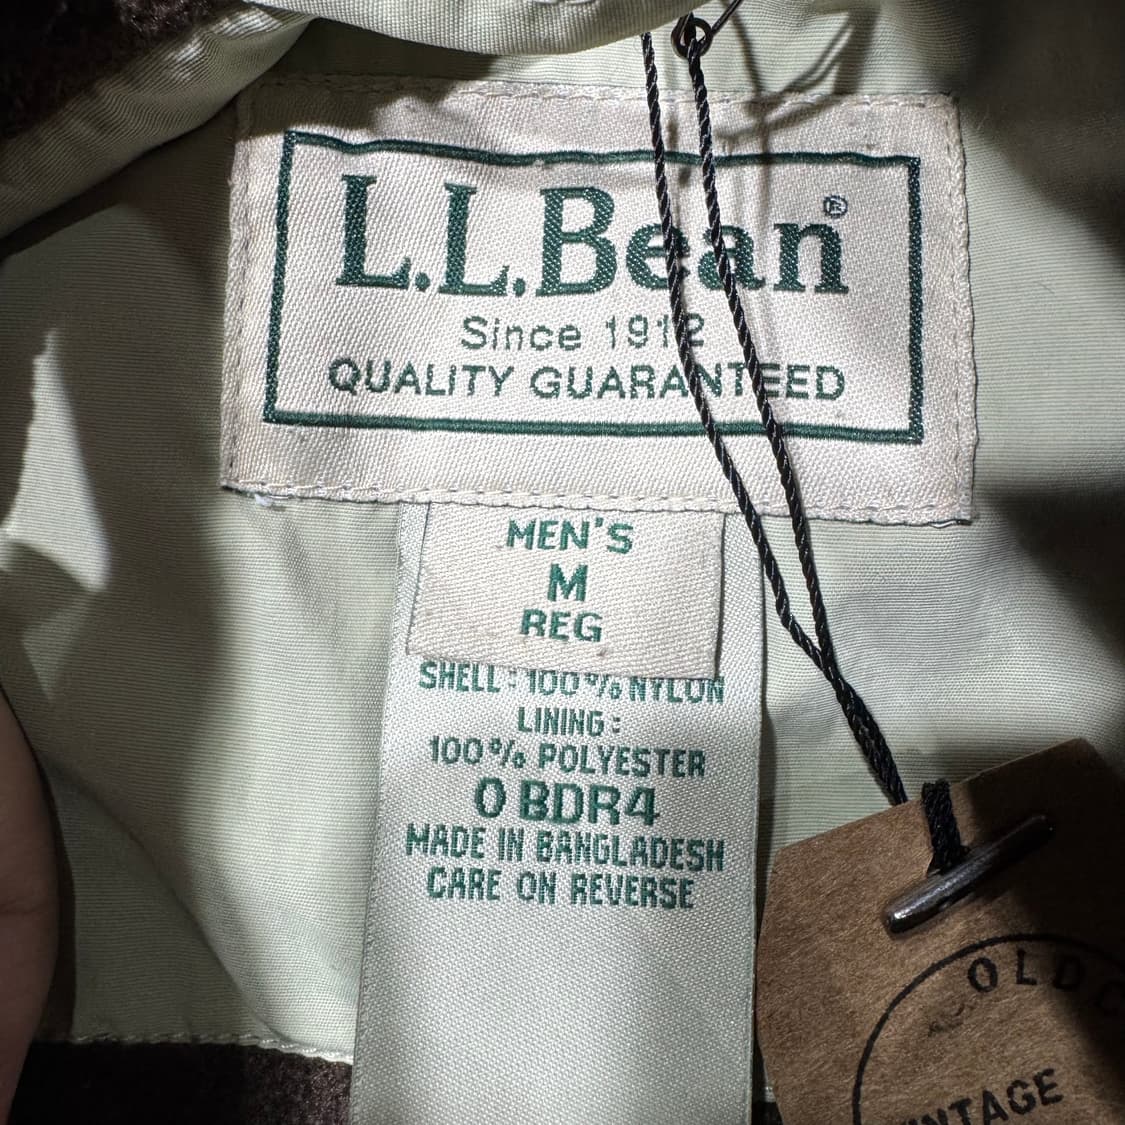 L.L.Bean®
Since 1912
QUALITY GUARANTEED
MEN'S
M
REG
SHELL: 100% NYLON
LINING:
100% POLYESTER
0 BDR4
MADE IN BANGLADESH
CARE ON REVERSE
OLD